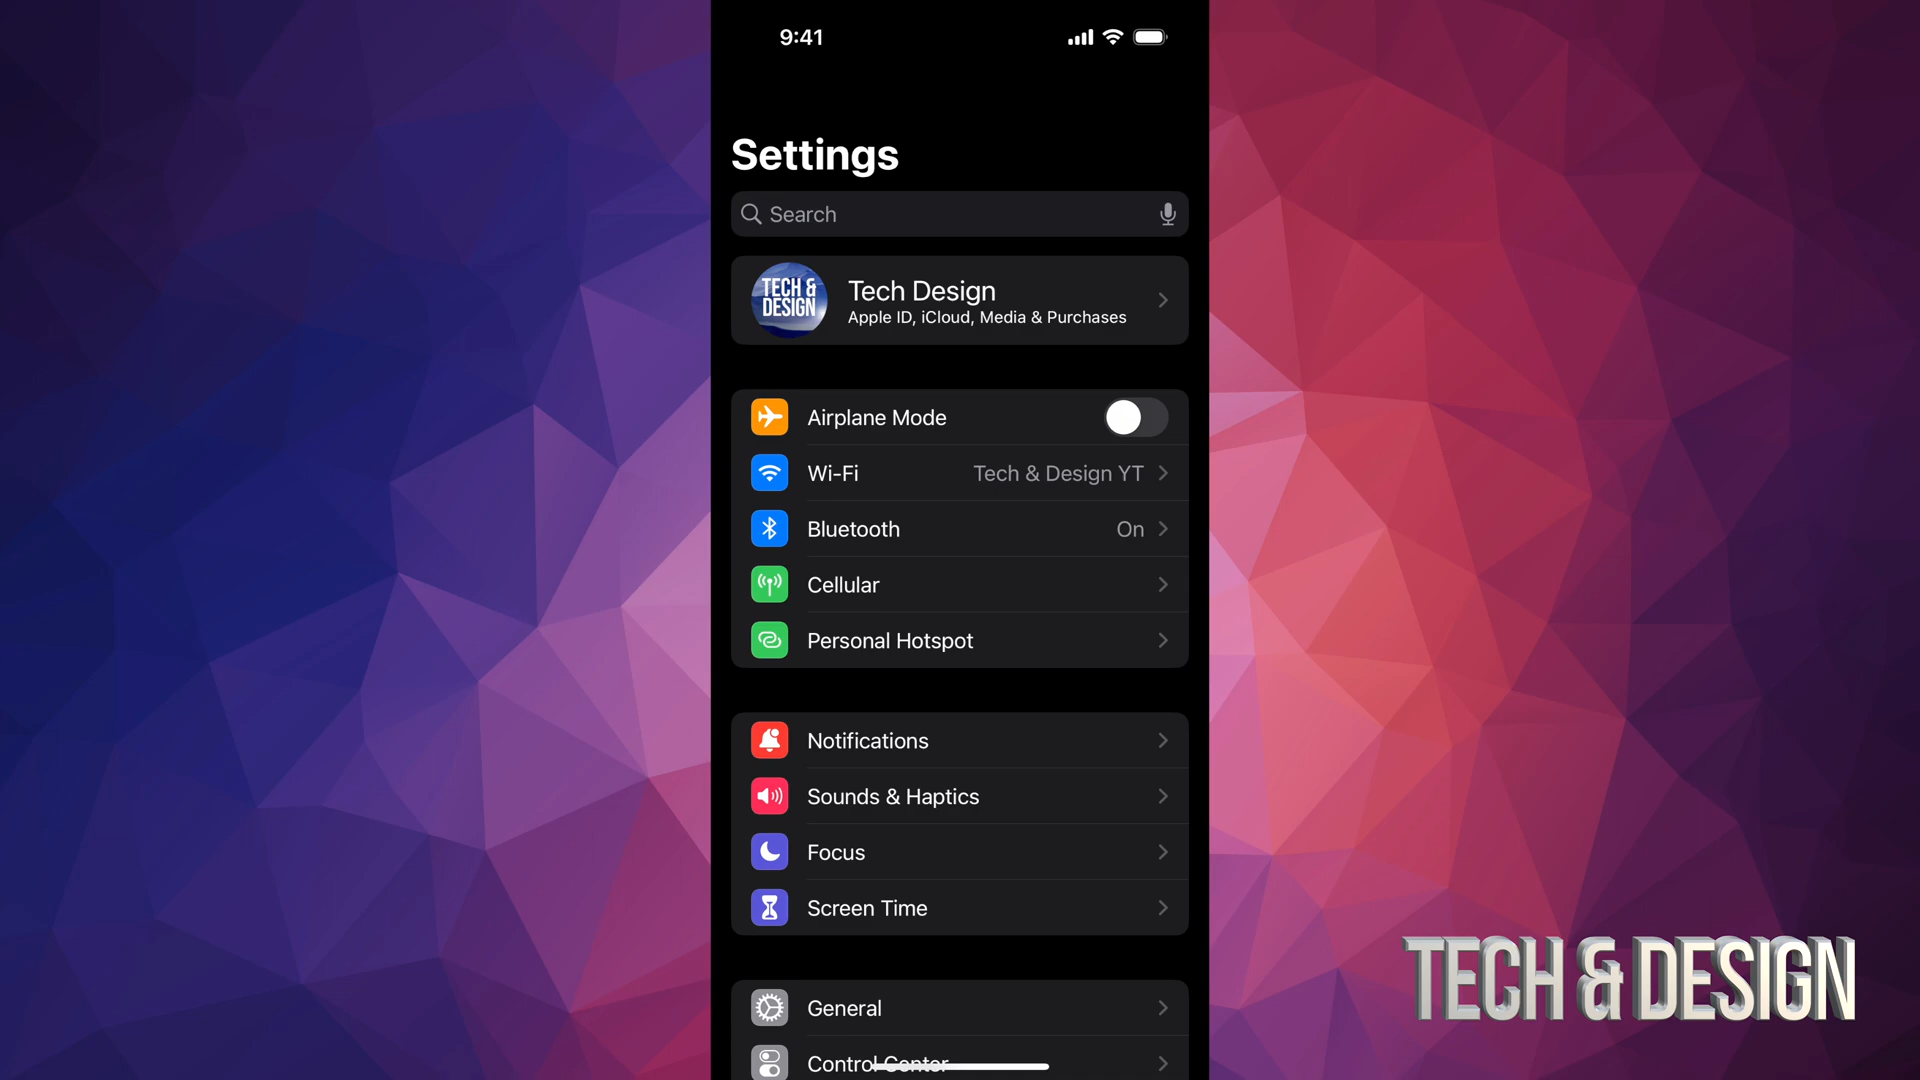 9:41
Settings
Search
TECH &
DESIGN
Tech Design
Apple ID, iCloud, Media & Purchases
Airplane Mode
Wi-Fi Tech & Design YT
Bluetooth On
Cellular
Personal Hotspot
Notifications
Sounds & Haptics
Focus
Screen Time
General
Control Center
TECH & DESIGN